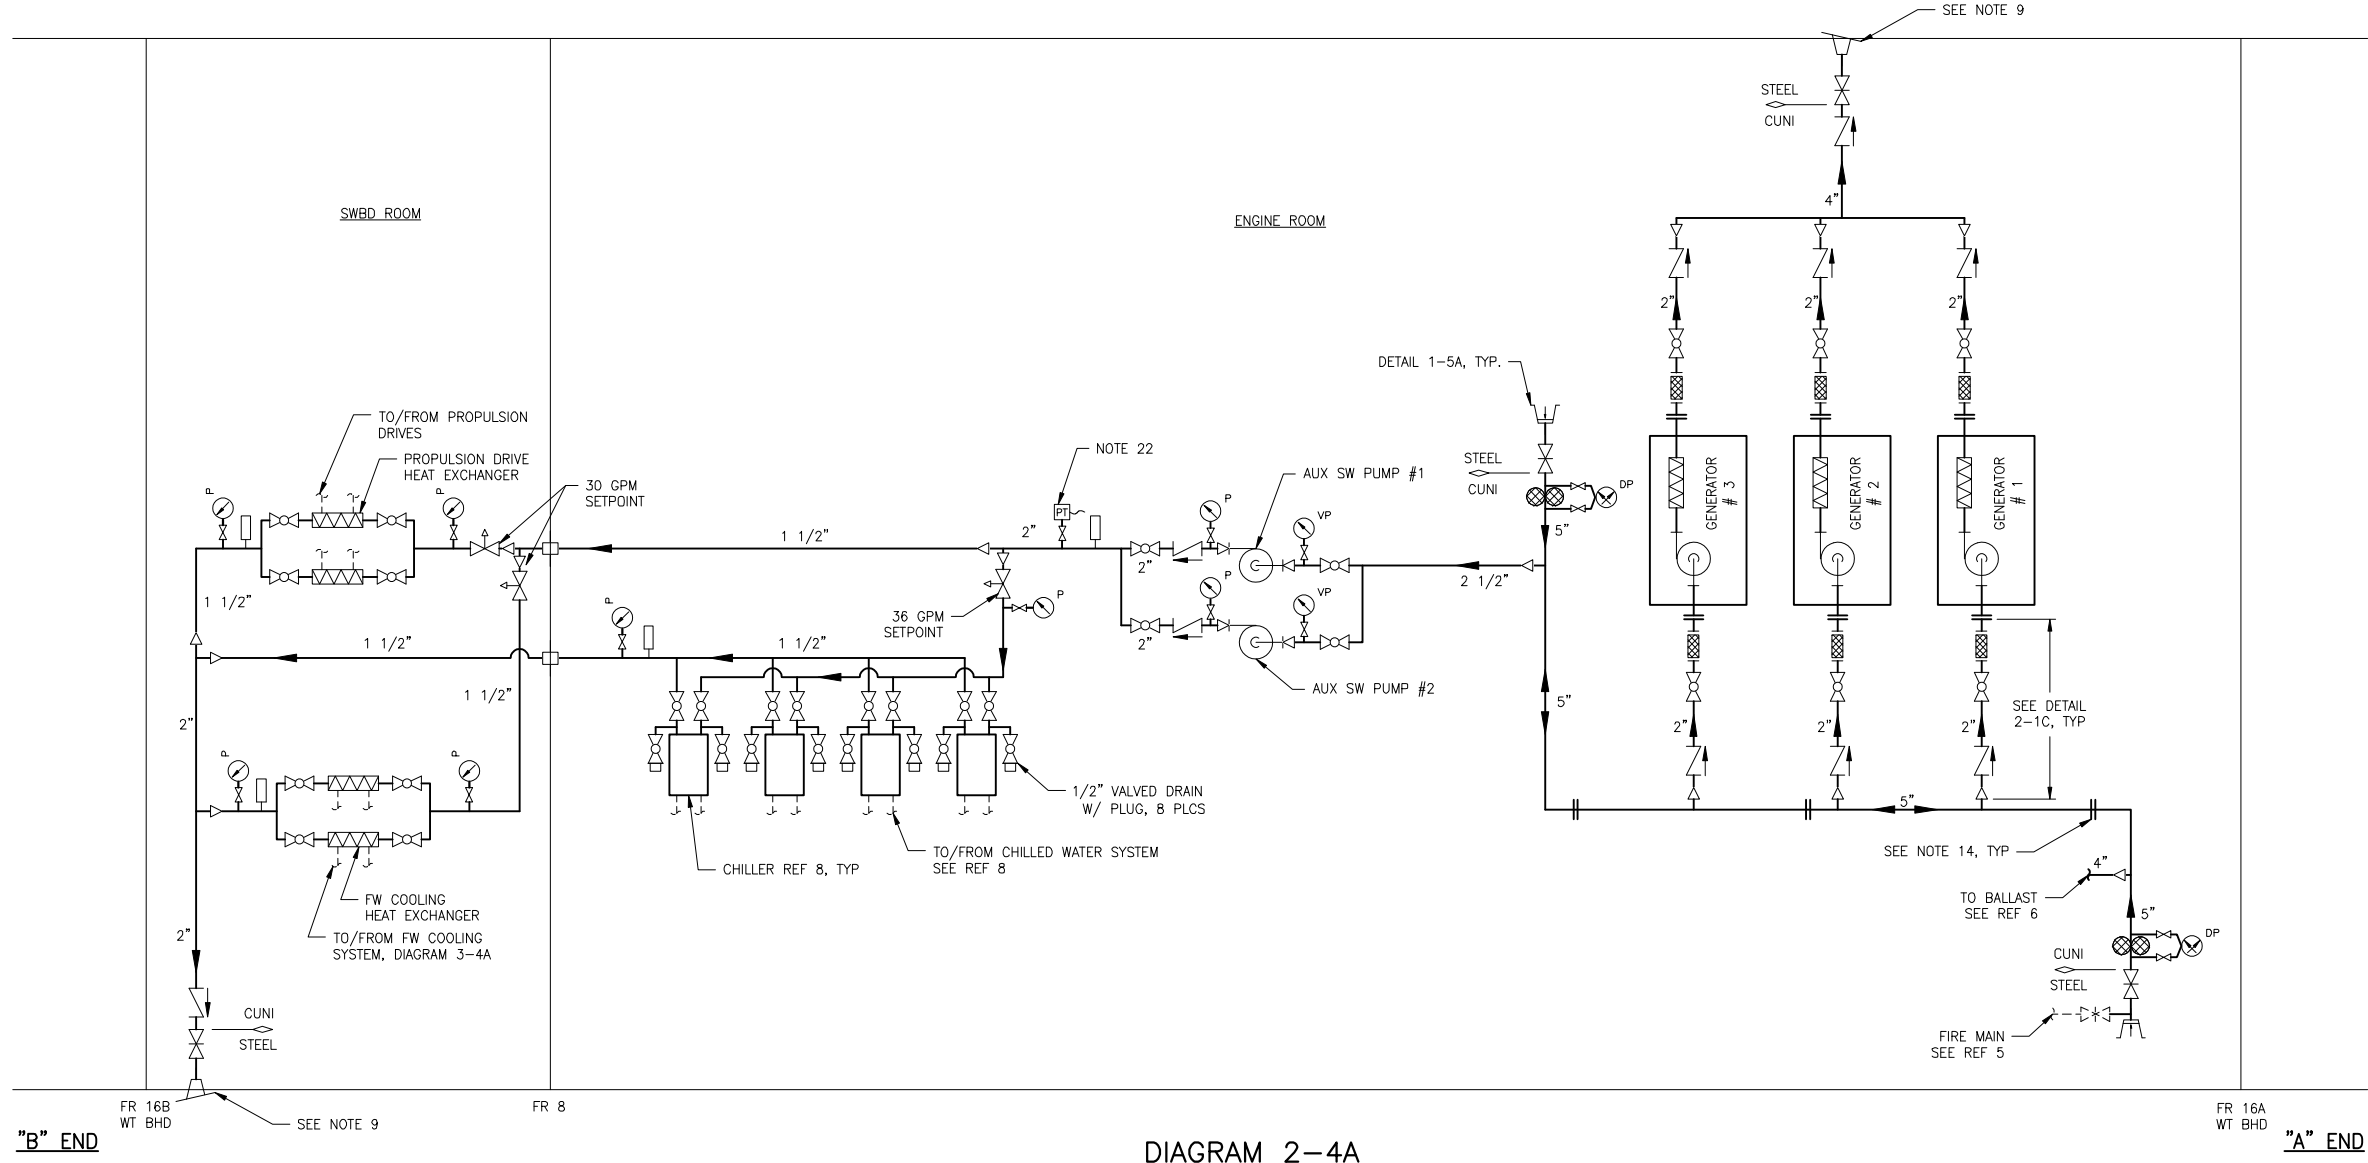 SEE NOTE 9
STEEL
CUNI
4"
SWBD ROOM
ENGINE ROOM
2"
2"
2"
DETAIL 1-5A, TYP.
TO/FROM PROPULSION
DRIVES
PROPULSION DRIVE
HEAT EXCHANGER
30 GPM
SETPOINT
NOTE 22
PT
AUX SW PUMP #1
STEEL
CUNI
DP
GENERATOR
# 3
GENERATOR
# 2
GENERATOR
# 1
P
P
P
VP
5"
1 1/2"
2"
2"
2 1/2"
P
VP
1 1/2"
P
36 GPM
SETPOINT
P
2"
1 1/2"
1 1/2"
1 1/2"
AUX SW PUMP #2
5"
SEE DETAIL
2-1C, TYP
2"
2"
2"
2"
P
P
1/2" VALVED DRAIN
W/ PLUG, 8 PLCS
5"
TO/FROM CHILLED WATER SYSTEM
SEE REF 8
CHILLER REF 8, TYP
SEE NOTE 14, TYP
4"
TO BALLAST
SEE REF 6
5"
FW COOLING
HEAT EXCHANGER
TO/FROM FW COOLING
SYSTEM, DIAGRAM 3-4A
2"
DP
CUNI
STEEL
CUNI
STEEL
FIRE MAIN
SEE REF 5
FR 16B
WT BHD
FR 8
SEE NOTE 9
FR 16A
WT BHD
"B" END
DIAGRAM 2-4A
"A" END